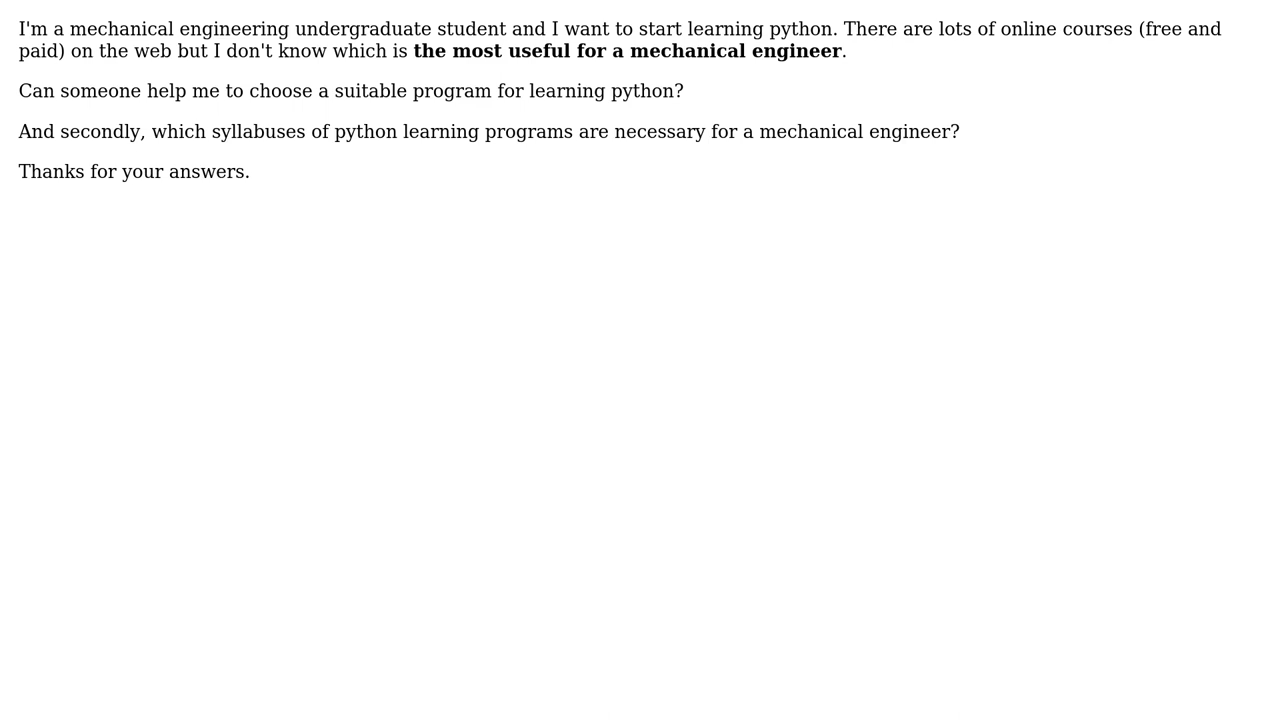 I'm a mechanical engineering undergraduate student and I want to start learning python. There are lots of online courses (free and
paid) on the web but I don't know which is the most useful for a mechanical engineer.
Can someone help me to choose a suitable program for learning python?
And secondly, which syllabuses of python learning programs are necessary for a mechanical engineer?
Thanks for your answers.